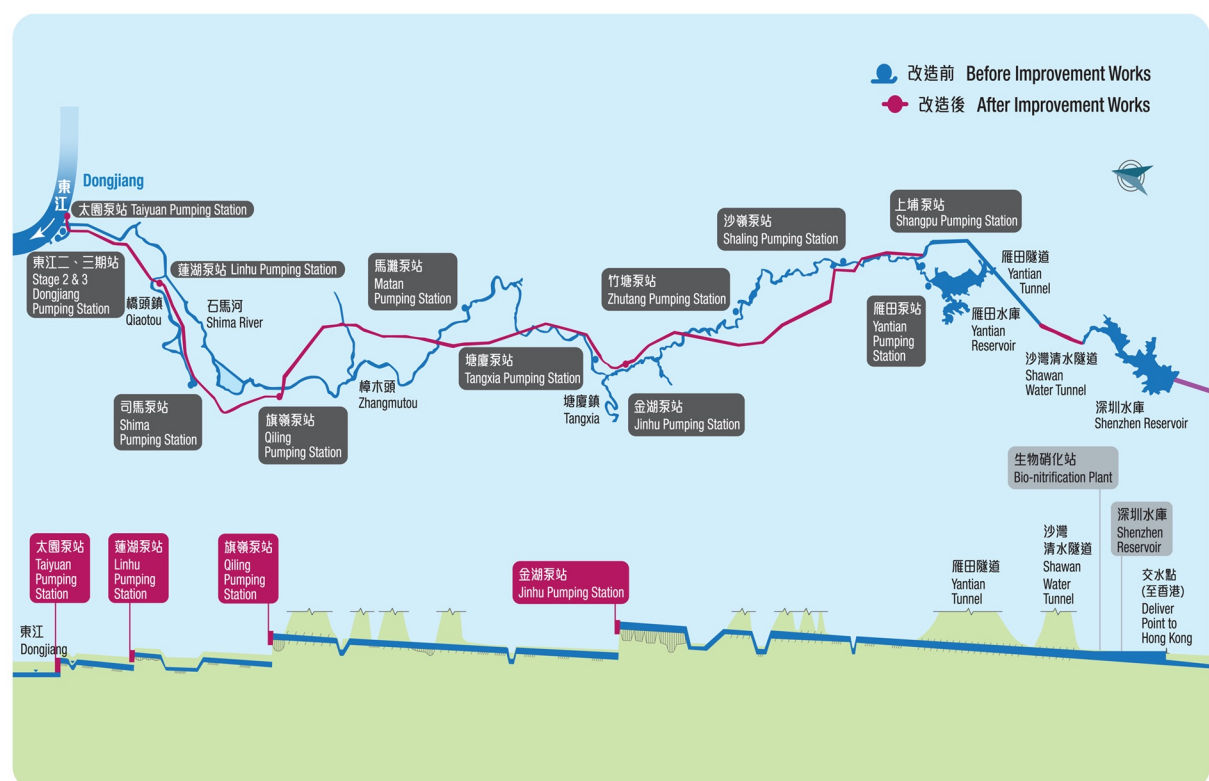 改造前 Before Improvement Works
改造後 After Improvement Works
東江
Dongjiang
太園泵站 Taiyuan Pumping Station
東江二、三期站
Stage 2 & 3
Dongjiang
Pumping Station
橋頭鎮
Qiaotou
蓮湖泵站 Linhu Pumping Station
石馬河
Shima River
司馬泵站
Shima
Pumping Station
旗嶺泵站
Qiling
Pumping Station
馬灘泵站
Matan
Pumping Station
樟木頭
Zhangmutou
塘廈泵站
Tangxia Pumping Station
塘廈鎮
Tangxia
竹塘泵站
Zhutang Pumping Station
金湖泵站
Jinhu Pumping Station
沙嶺泵站
Shaling Pumping Station
上埔泵站
Shangpu Pumping Station
雁田泵站
Yantian
Pumping
Station
雁田隧道
Yantian
Tunnel
雁田水庫
Yantian
Reservoir
沙灣清水隧道
Shawan
Water Tunnel
深圳水庫
Shenzhen Reservoir
太園泵站
Taiyuan
Pumping
Station
蓮湖泵站
Linhu
Pumping
Station
旗嶺泵站
Qiling
Pumping
Station
金湖泵站
Jinhu Pumping Station
東江
Dongjiang
雁田隧道
Yantian
Tunnel
沙灣
清水隧道
Shawan
Water
Tunnel
生物硝化站
Bio-nitrification Plant
深圳水庫
Shenzhen
Reservoir
交水點
(至香港)
Deliver
Point to
Hong Kong